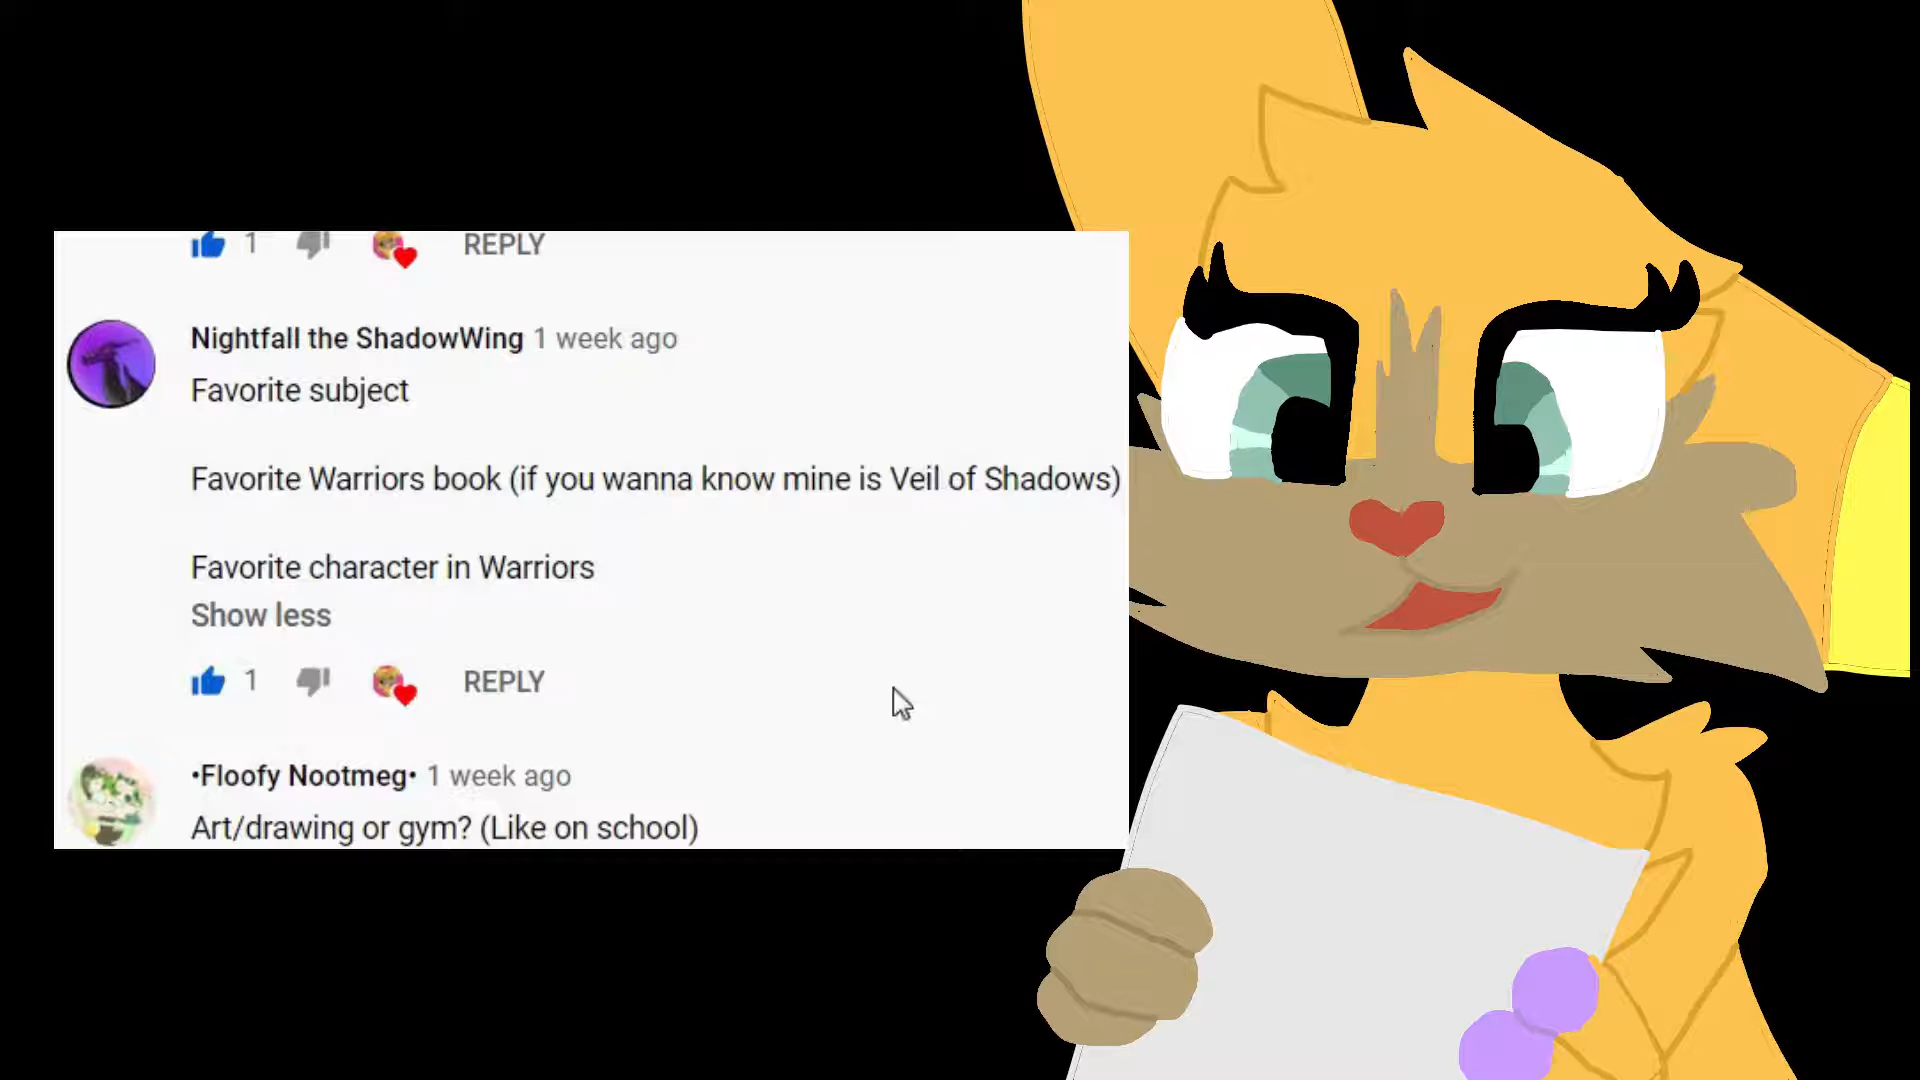 1 REPLY
Nightfall the ShadowWing 1 week ago
Favorite subject
Favorite Warriors book (if you wanna know mine is Veil of Shadows)
Favorite character in Warriors
Show less
1 REPLY
•Floofy Nootmeg• 1 week ago
Art/drawing or gym? (Like on school)